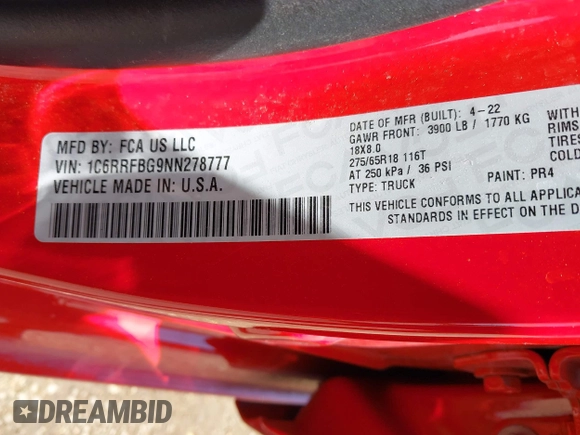 MFD BY: FCA US LLC
VIN: 1C6RRFBG9NN278777
VEHICLE MADE IN: U.S.A.
DATE OF MFR (BUILT): 4-22
GAWR FRONT: 3900 LB / 1770 KG
18X8.0
275/65R18 116T
AT 250 kPa / 36 PSI
TYPE: TRUCK
PAINT: PR4
WITH
RIMS
TIRES
COLD
THIS VEHICLE CONFORMS TO ALL APPLICA
STANDARDS IN EFFECT ON THE D
DREAMBID